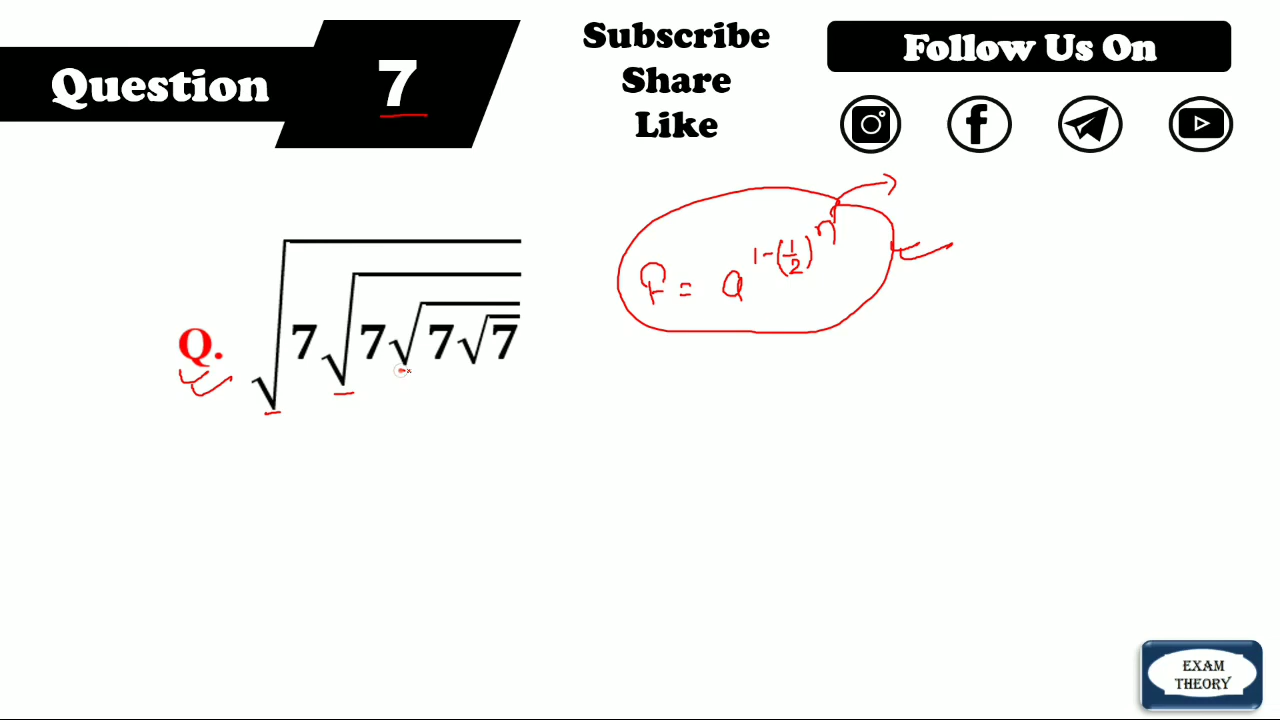 Question 7
Subscribe
Share
Like
Follow Us On
F = a^{1-(1/2)^n}
Q. √7√7√7√7
EXAM
THEORY